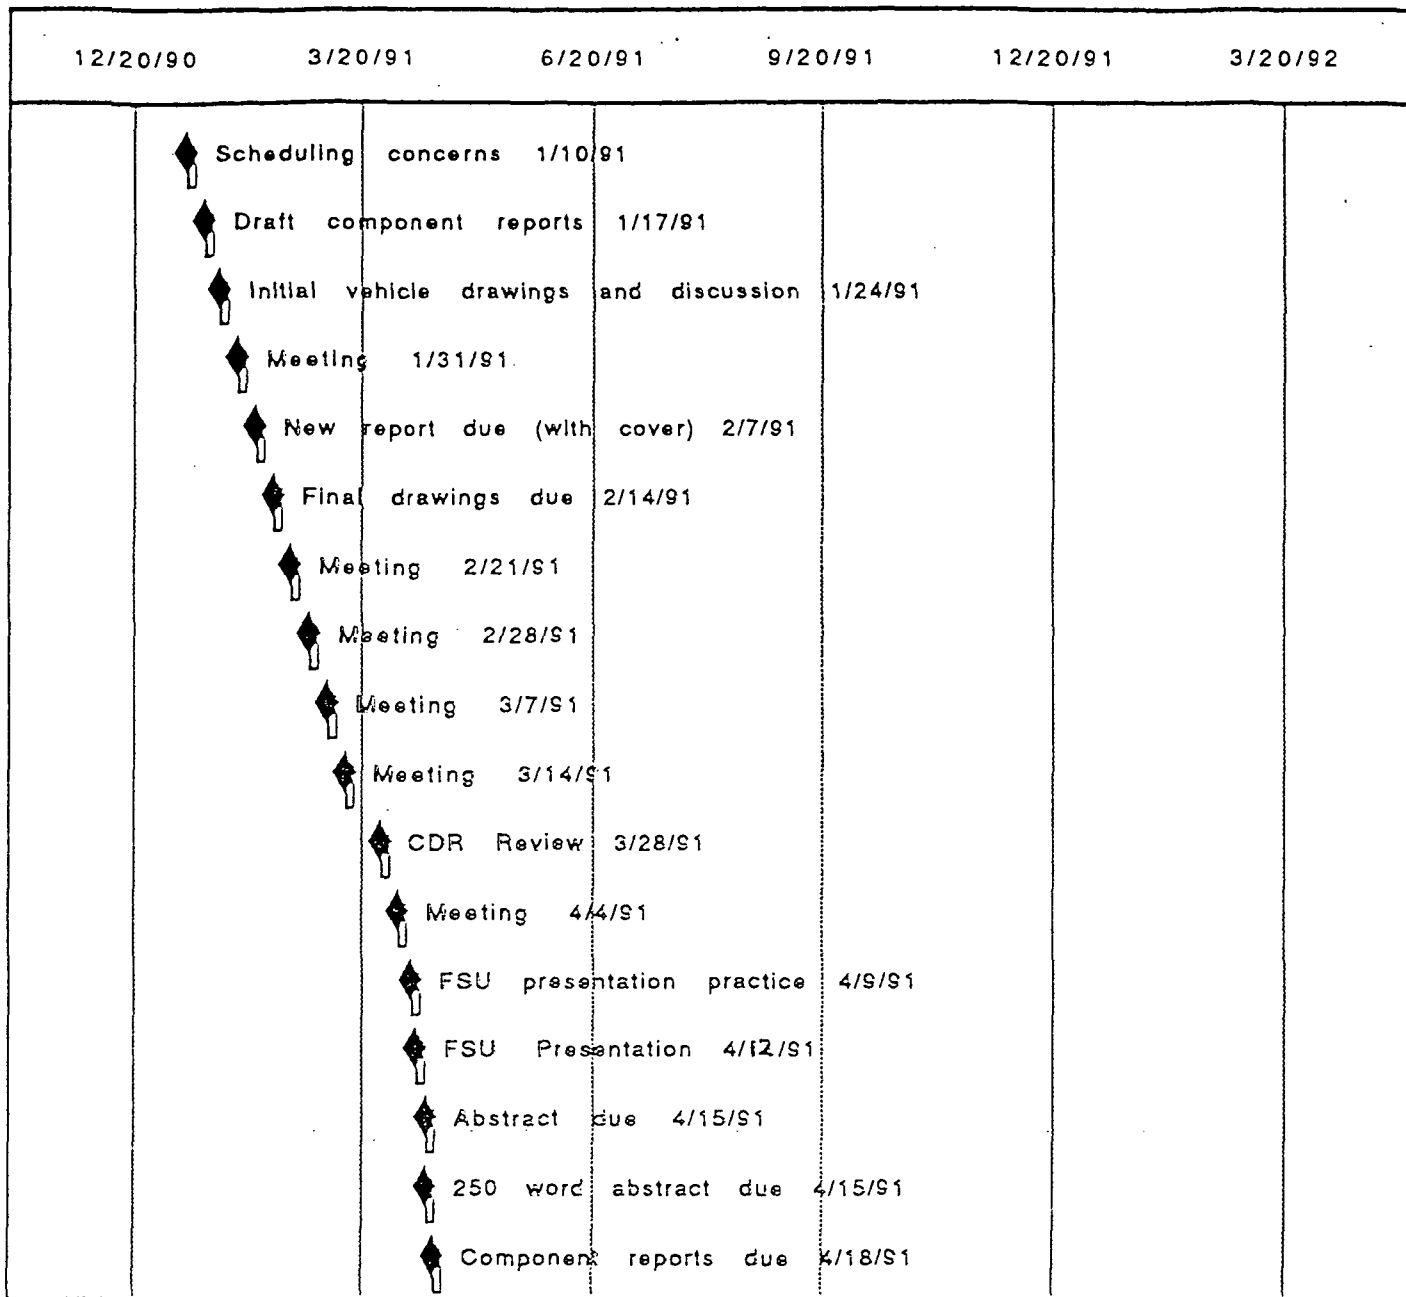 12/20/90 3/20/91 6/20/91 9/20/91 12/20/91 3/20/92
Scheduling concerns 1/10/91
Draft component reports 1/17/91
Initial vehicle drawings and discussion 1/24/91
Meeting 1/31/91
New report due (with cover) 2/7/91
Final drawings due 2/14/91
Meeting 2/21/91
Meeting 2/28/91
Meeting 3/7/91
Meeting 3/14/91
CDR Review 3/28/91
Meeting 4/4/91
FSU presentation practice 4/9/91
FSU Presentation 4/12/91
Abstract due 4/15/91
250 word abstract due 4/15/91
Component reports due 4/18/91